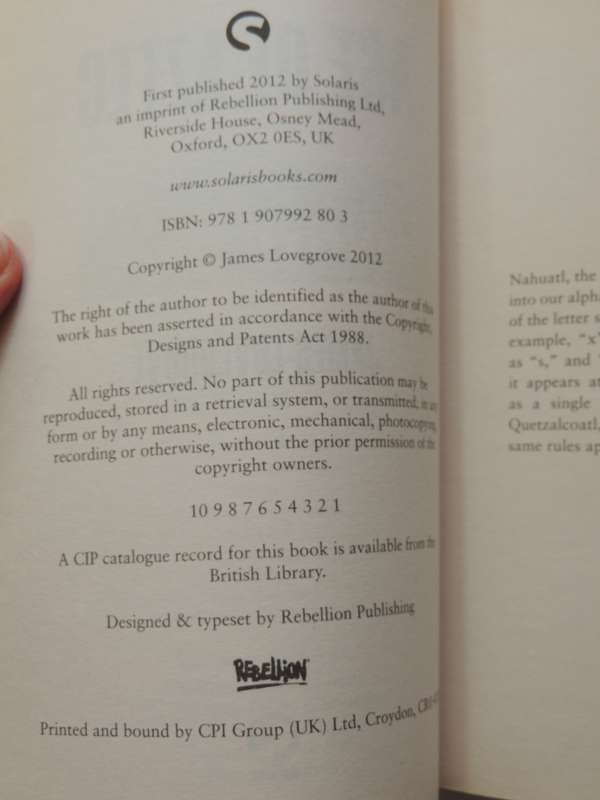 First published 2012 by Solaris
an imprint of Rebellion Publishing Ltd,
Riverside House, Osney Mead,
Oxford, OX2 0ES, UK
www.solarisbooks.com
ISBN: 978 1 907992 80 3
Copyright © James Lovegrove 2012
The right of the author to be identified as the author of this
work has been asserted in accordance with the Copyright,
Designs and Patents Act 1988.
All rights reserved. No part of this publication may be
reproduced, stored in a retrieval system, or transmitted, in any
form or by any means, electronic, mechanical, photocopying,
recording or otherwise, without the prior permission of the
copyright owners.
10 9 8 7 6 5 4 3 2 1
A CIP catalogue record for this book is available from the
British Library.
Designed & typeset by Rebellion Publishing
REBELLION
Printed and bound by CPI Group (UK) Ltd, Croydon,
Nahuatl, the
into our alpha
of the letter s
example, "x"
as "s," and
it appears at
as a single
Quetzalcoatl,
same rules ap